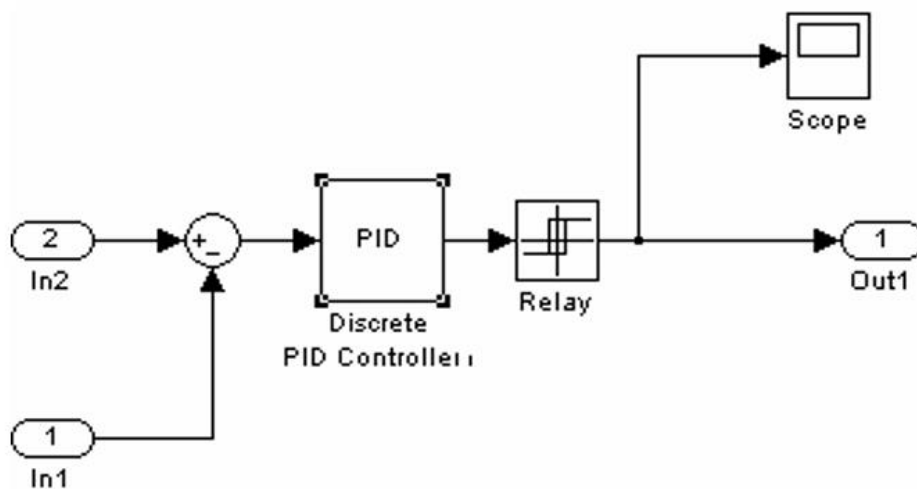 Scope
2
In2
+
−
PID
Discrete
PID Controller
Relay
1
Out1
1
In1